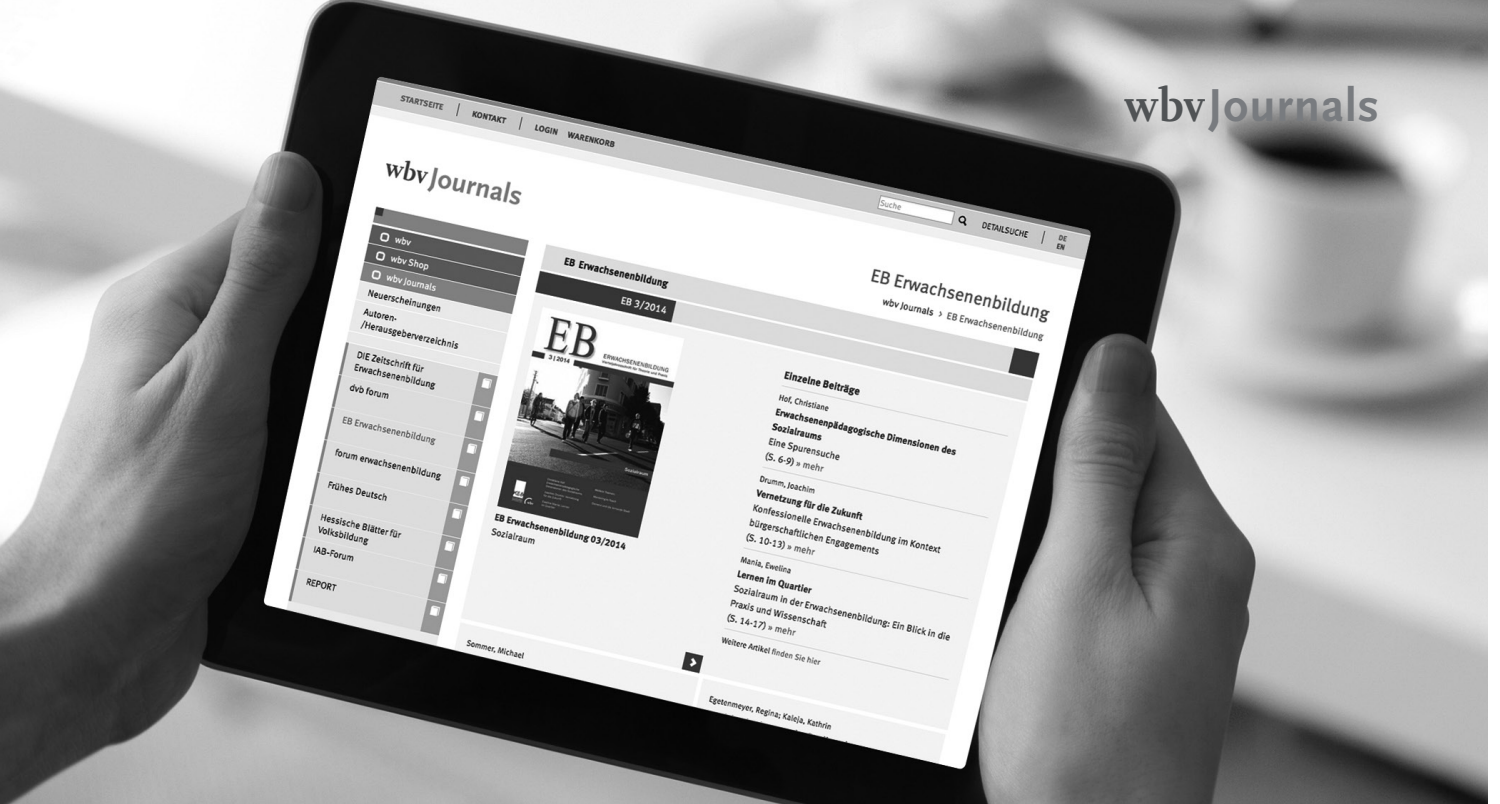 wbv Journals
STARTSEITE | KONTAKT | LOGIN WARENKORB
Suche
DETAILSUCHE | DE
EN
wbv Journals
EB Erwachsenenbildung
wbv Journals > EB Erwachsenenbildung
wbv
wbv Shop
wbv Journals
Neuerscheinungen
Autoren-
/Herausgeberverzeichnis
DIE Zeitschrift für
Erwachsenenbildung
dvb forum
EB Erwachsenenbildung
forum erwachsenenbildung
Frühes Deutsch
Hessische Blätter für
Volksbildung
IAB-Forum
REPORT
EB Erwachsenenbildung
EB 3/2014
EB
3 | 2014
ERWACHSENENBILDUNG
Sozialraum
EB Erwachsenenbildung 03/2014
Sozialraum
Einzelne Beiträge
Hof, Christiane
Erwachsenenpädagogische Dimensionen des
Sozialraums
Eine Spurensuche
(S. 6-9) » mehr
Drumm, Joachim
Vernetzung für die Zukunft
Konfessionelle Erwachsenenbildung im Kontext
bürgerschaftlichen Engagements
(S. 10-13) » mehr
Mania, Ewelina
Lernen im Quartier
Sozialraum in der Erwachsenenbildung: Ein Blick in die
Praxis und Wissenschaft
(S. 14-17) » mehr
Weitere Artikel finden Sie hier
Sommer, Michael
Egetenmeyer, Regina; Kaleja, Kathrin